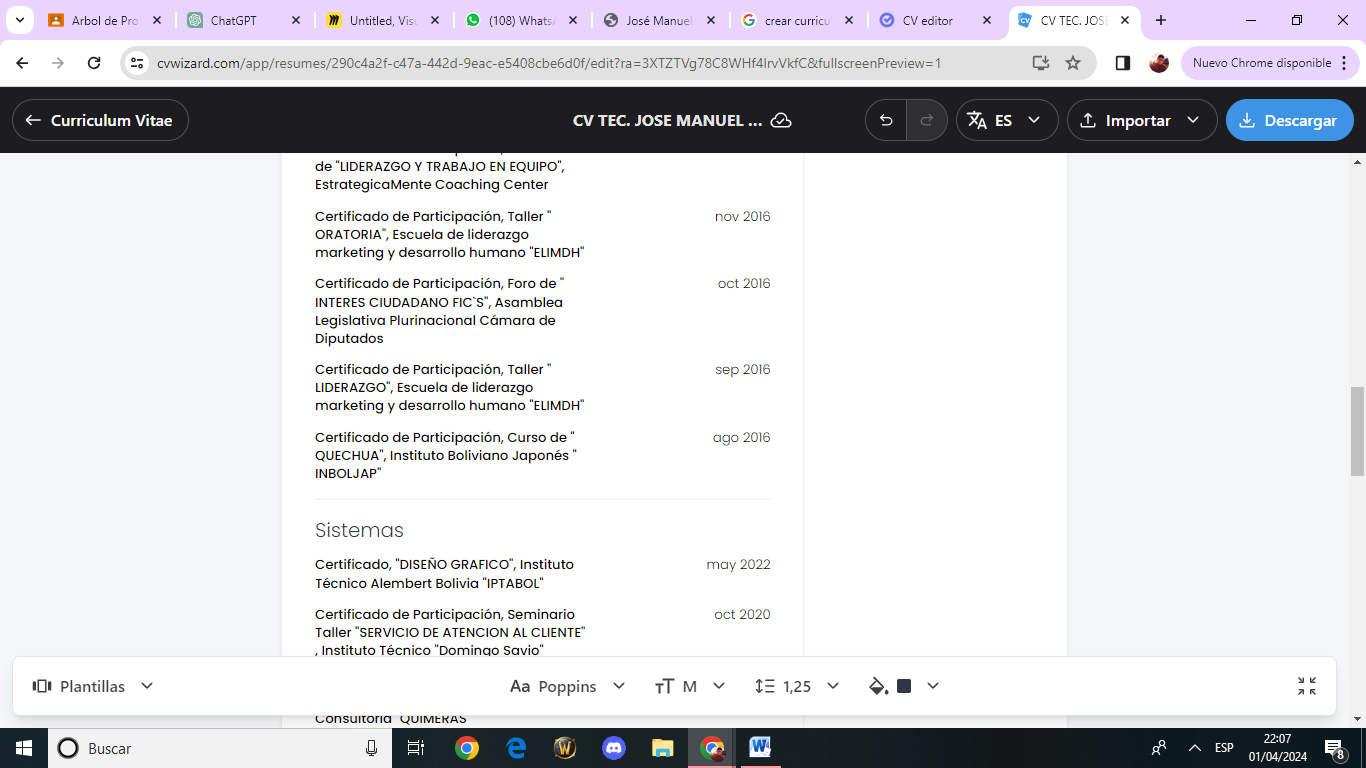 Arbol de Pro
ChatGPT
Untitled, Visu
(108) WhatsA
José Manuel
crear curricu
CV editor
CV TEC. JOSE
cvwizard.com/app/resumes/290c4a2f-c47a-442d-9eac-e5408cbe6d0f/edit?ra=3XTZTVg78C8WHf4lrvVkfC&fullscreenPreview=1
Nuevo Chrome disponible
Curriculum Vitae
CV TEC. JOSE MANUEL ...
ES
Importar
Descargar
de "LIDERAZGO Y TRABAJO EN EQUIPO",
EstrategicaMente Coaching Center
Certificado de Participación, Taller "
nov 2016
ORATORIA", Escuela de liderazgo
marketing y desarrollo humano "ELIMDH"
Certificado de Participación, Foro de "
oct 2016
INTERES CIUDADANO FIC`S", Asamblea
Legislativa Plurinacional Cámara de
Diputados
Certificado de Participación, Taller "
sep 2016
LIDERAZGO", Escuela de liderazgo
marketing y desarrollo humano "ELIMDH"
Certificado de Participación, Curso de "
ago 2016
QUECHUA", Instituto Boliviano Japonés "
INBOLJAP"
Sistemas
Certificado, "DISEÑO GRAFICO", Instituto
may 2022
Técnico Alembert Bolivia "IPTABOL"
Certificado de Participación, Seminario
oct 2020
Taller "SERVICIO DE ATENCION AL CLIENTE"
, Instituto Técnico "Domingo Savio"
Plantillas
Aa Poppins
TT M
1,25
Consultoria "QUIMERAS
Buscar
ESP
22:07
01/04/2024
8